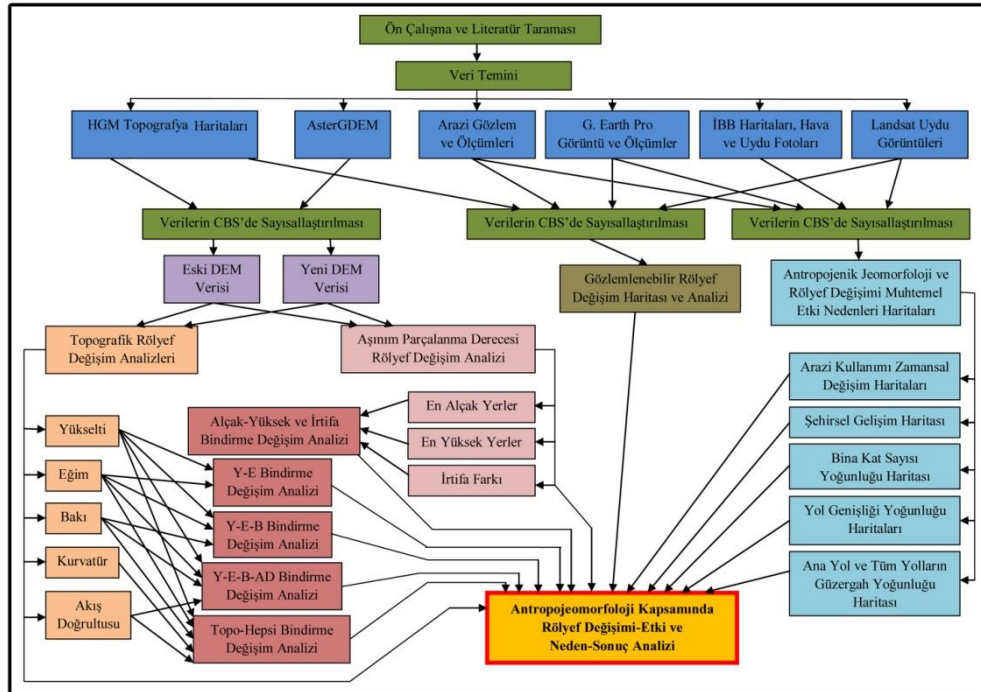 Ön Çalışma ve Literatür Taraması
Veri Temini
HGM Topografya Haritaları
AsterGDEM
Arazi Gözlem
ve Ölçümleri
G. Earth Pro
Görüntü ve Ölçümler
İBB Haritaları, Hava
ve Uydu Fotoları
Landsat Uydu
Görüntüleri
Verilerin CBS'de Sayısallaştırılması
Verilerin CBS'de Sayısallaştırılması
Verilerin CBS'de Sayısallaştırılması
Eski DEM
Verisi
Yeni DEM
Verisi
Gözlemlenebilir Rölyef
Değişim Haritası ve Analizi
Antropojenik Jeomorfoloji ve
Rölyef Değişimi Muhtemel
Etki Nedenleri Haritaları
Topografik Rölyef
Değişim Analizleri
Aşınım Parçalanma Derecesi
Rölyef Değişim Analizi
Arazi Kullanımı Zamansal
Değişim Haritaları
Şehirsel Gelişim Haritası
Bina Kat Sayısı
Yoğunluğu Haritası
Yol Genişliği Yoğunluğu
Haritaları
Ana Yol ve Tüm Yolların
Güzergah Yoğunluğu
Haritası
En Alçak Yerler
En Yüksek Yerler
İrtifa Farkı
Alçak-Yüksek ve İrtifa
Bindirme Değişim Analizi
Y-E Bindirme
Değişim Analizi
Y-E-B Bindirme
Değişim Analizi
Y-E-B-AD Bindirme
Değişim Analizi
Topo-Hepsi Bindirme
Değişim Analizi
Yükselti
Eğim
Bakı
Kurvatür
Akış
Doğrultusu
Antropojeomorfoloji Kapsamında
Rölyef Değişimi-Etki ve
Neden-Sonuç Analizi